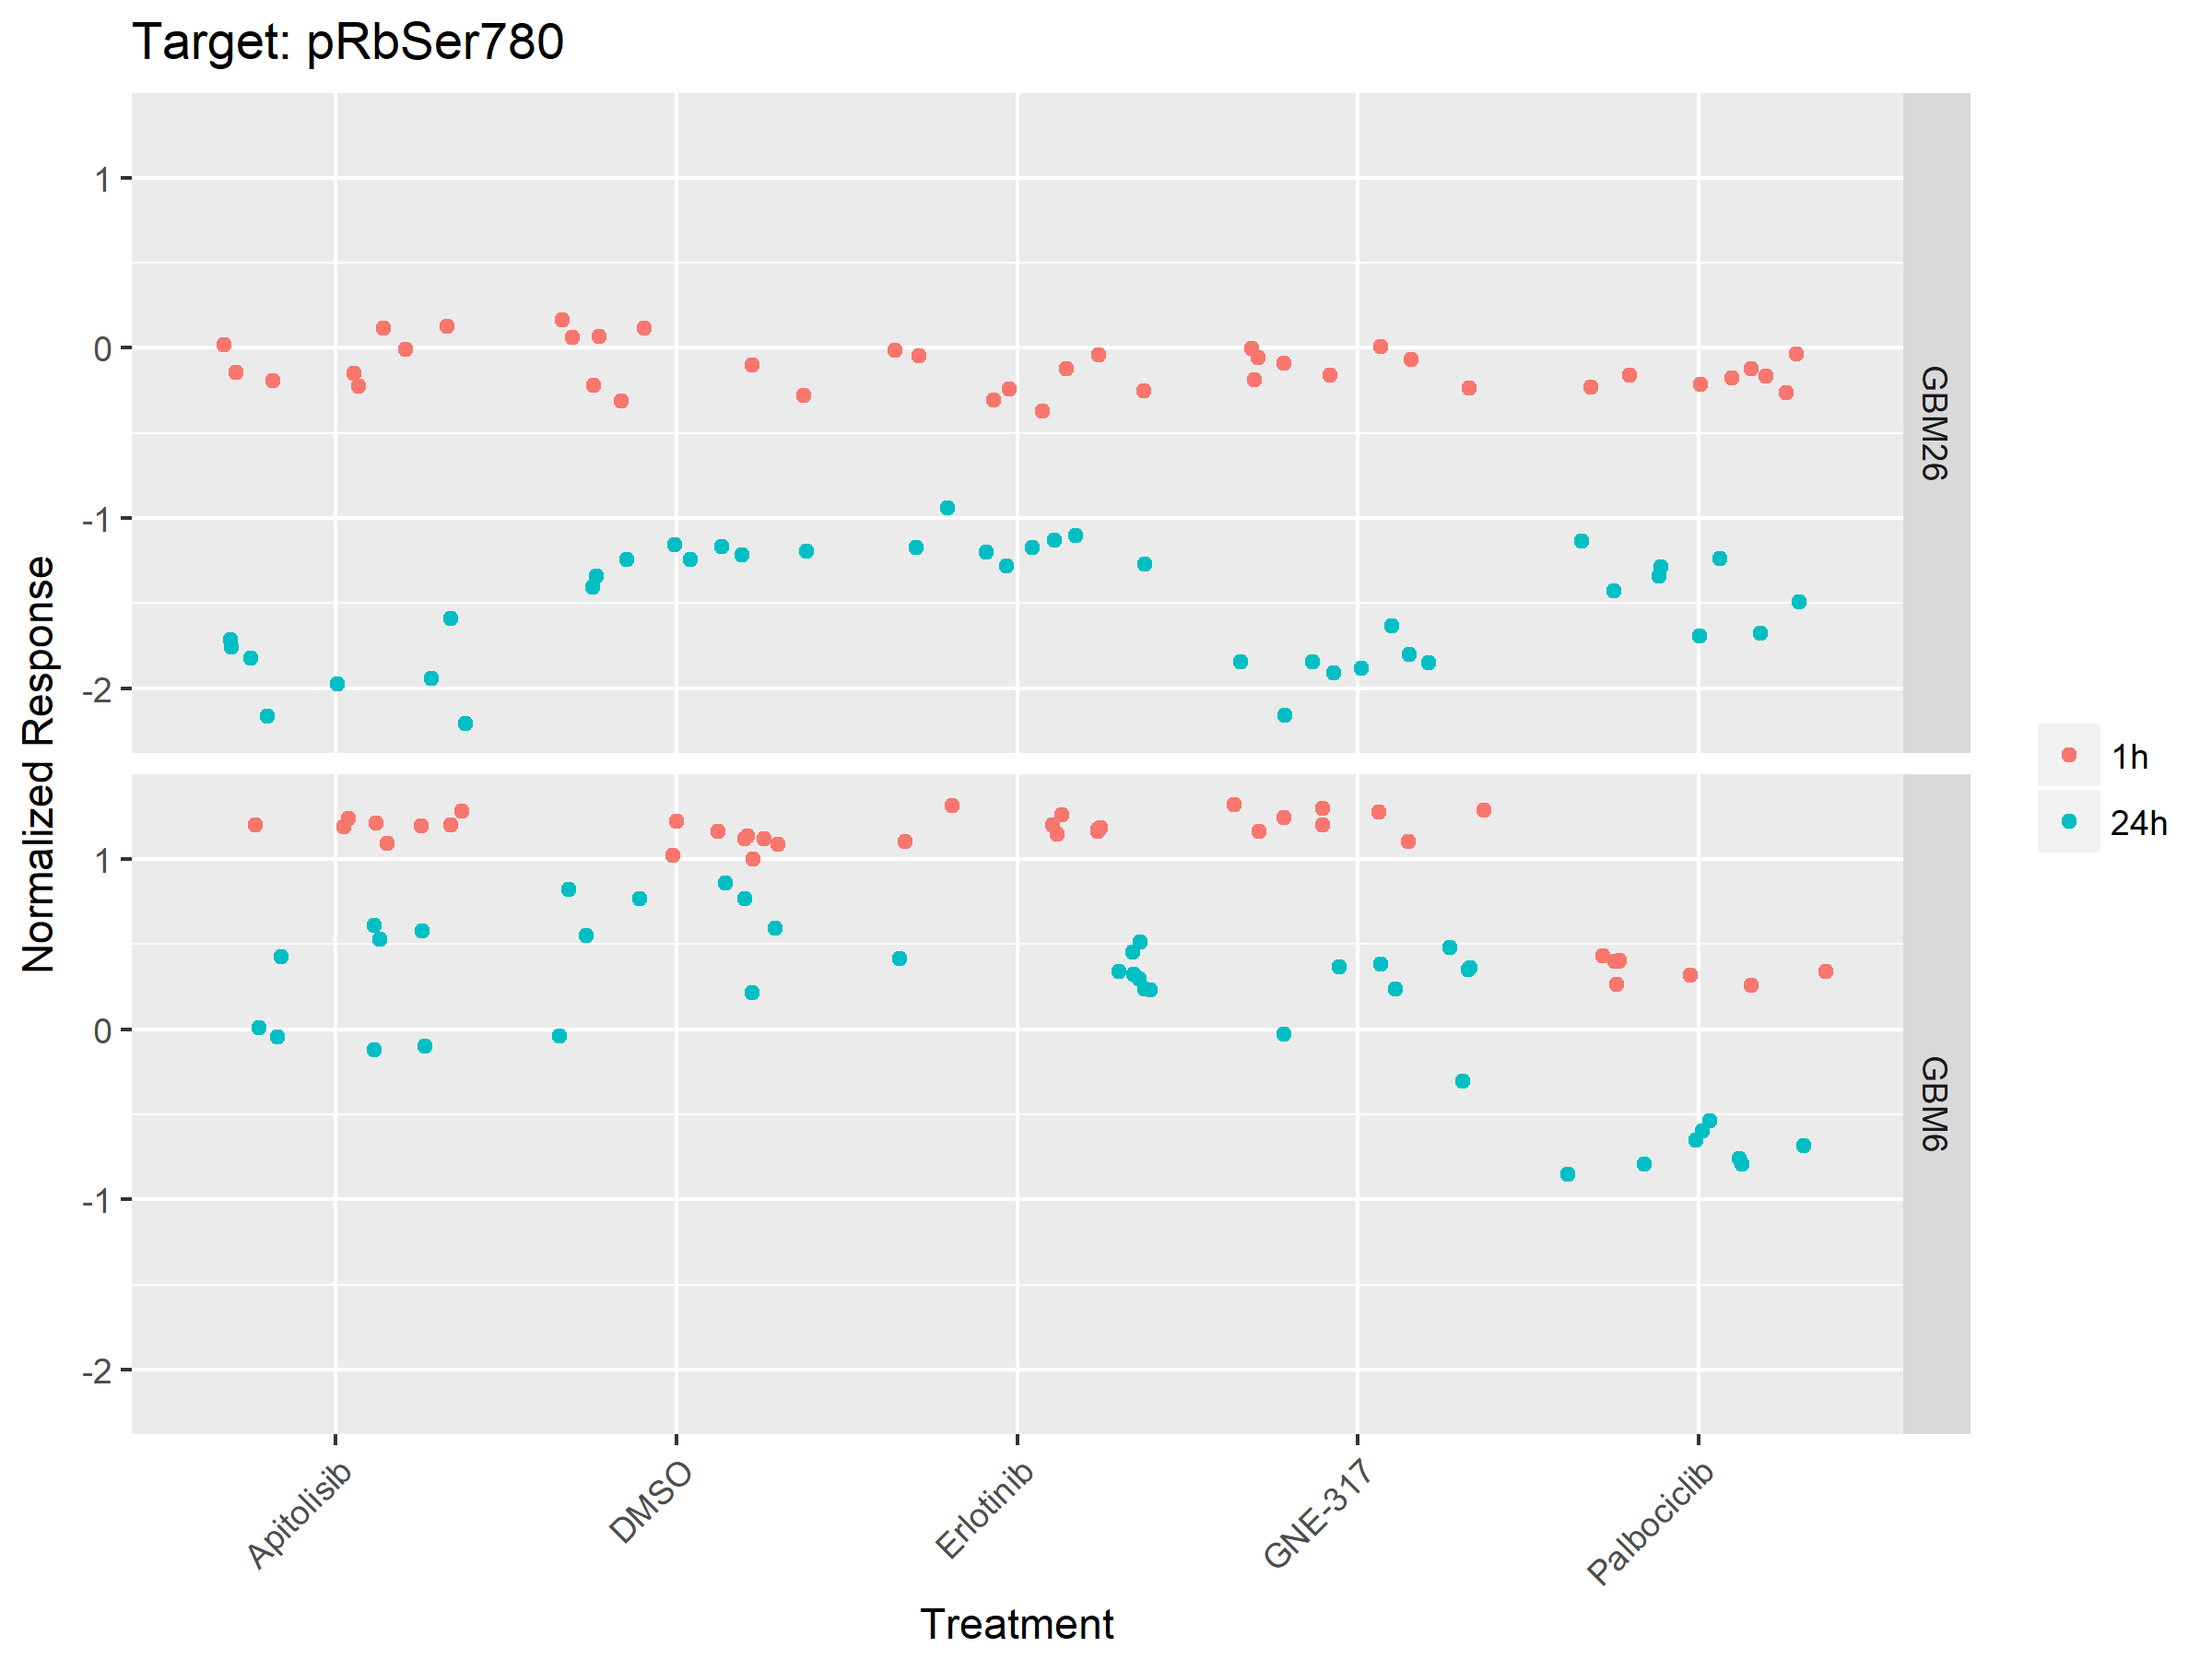 Target: pRbSer780
1
0
-1
-2
GBM26
1
0
-1
-2
GBM6
Normalized Response
Apitolisib
DMSO
Erlotinib
GNE-317
Palbociclib
Treatment
1h
24h